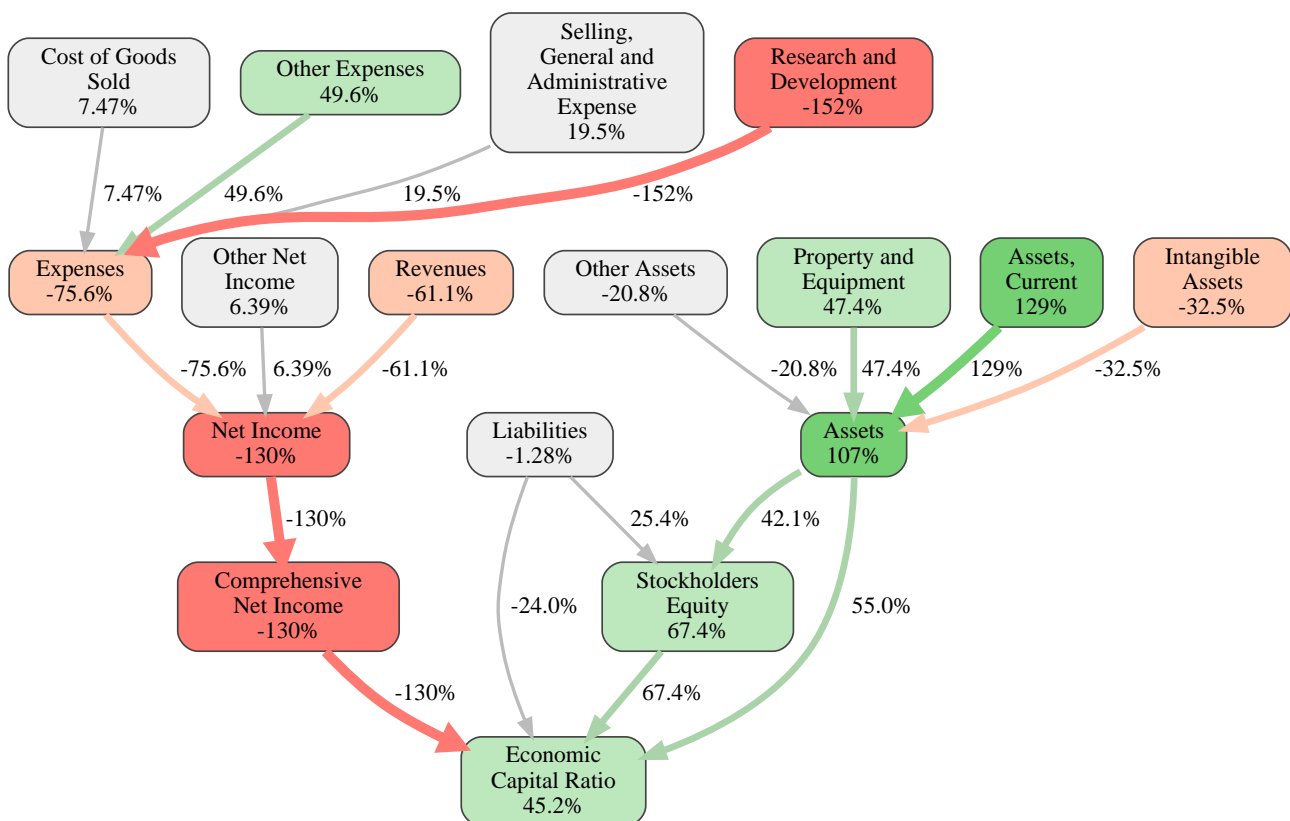 Cost of Goods
Sold
7.47%
Other Expenses
49.6%
Selling,
General and
Administrative
Expense
19.5%
Research and
Development
-152%
7.47%
49.6%
19.5%
-152%
Expenses
-75.6%
Other Net
Income
6.39%
Revenues
-61.1%
Other Assets
-20.8%
Property and
Equipment
47.4%
Assets,
Current
129%
Intangible
Assets
-32.5%
-75.6%
6.39%
-61.1%
-20.8%
47.4%
129%
-32.5%
Net Income
-130%
Liabilities
-1.28%
Assets
107%
-130%
25.4%
42.1%
Comprehensive
Net Income
-130%
-24.0%
Stockholders
Equity
67.4%
55.0%
-130%
67.4%
Economic
Capital Ratio
45.2%